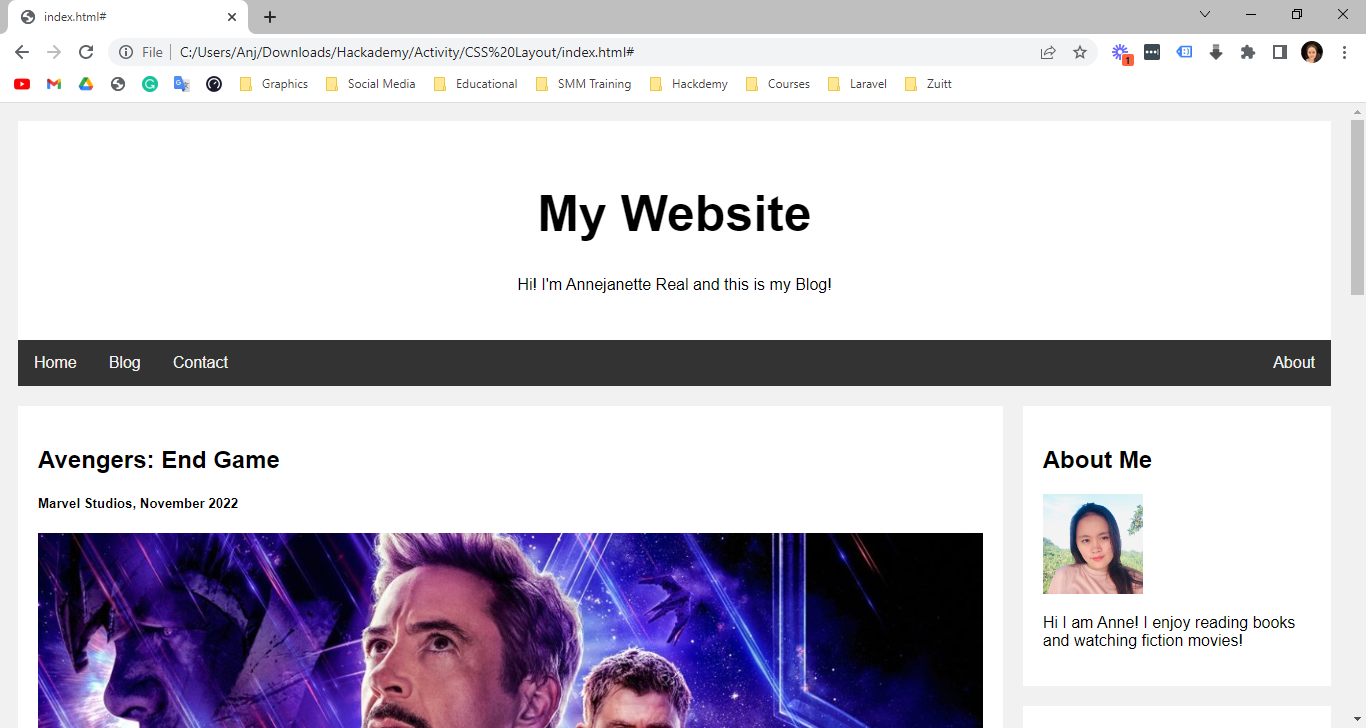 index.html#
File
C:/Users/Anj/Downloads/Hackademy/Activity/CSS%20Layout/index.html#
1
Graphics
Social Media
Educational
SMM Training
Hackdemy
Courses
Laravel
Zuitt
My Website
Hi! I'm Annejanette Real and this is my Blog!
Home
Blog
Contact
About
Avengers: End Game
Marvel Studios, November 2022
About Me
Hi I am Anne! I enjoy reading books
and watching fiction movies!